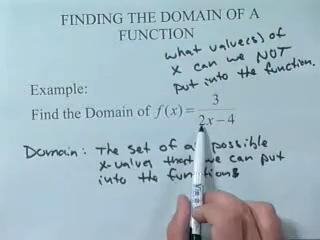 FINDING THE DOMAIN OF A
FUNCTION
what value(s) of
x can we NOT
put into the function.
Example:
Find the Domain of f(x) = 3 / 2x − 4
Domain: The set of all possible
x-values that we can put
into the functions